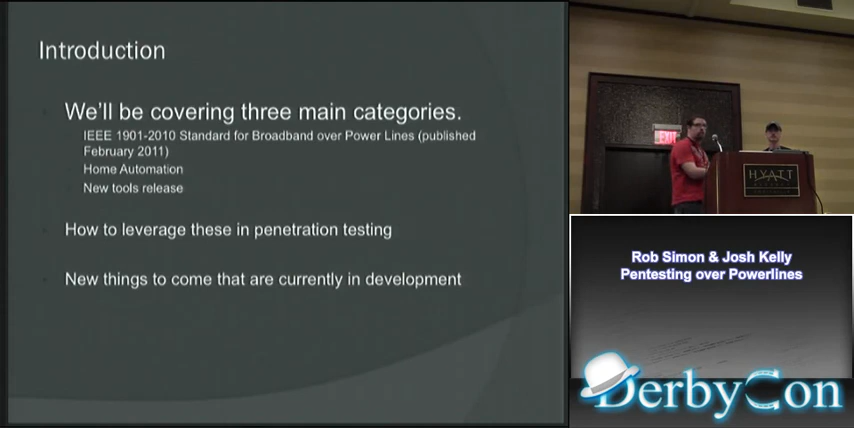 Introduction
We'll be covering three main categories.
IEEE 1901-2010 Standard for Broadband over Power Lines (published
February 2011)
Home Automation
New tools release
How to leverage these in penetration testing
New things to come that are currently in development
EXIT
HYATT
Rob Simon & Josh Kelly
Pentesting over Powerlines
DerbyCon